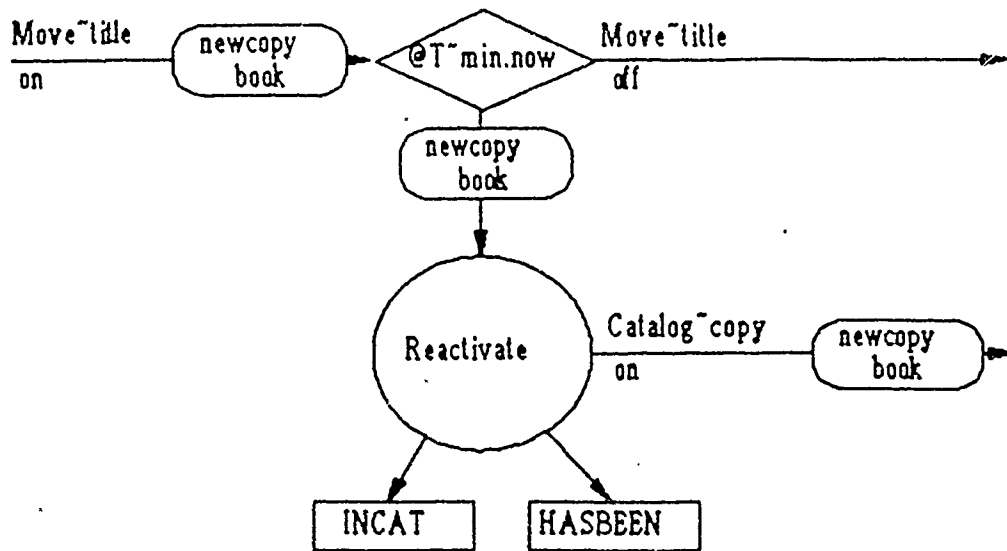 Move~title
on
newcopy
book
@T~min.now
Move~title
off
newcopy
book
Reactivate
Catalog~copy
on
newcopy
book
INCAT
HASBEEN